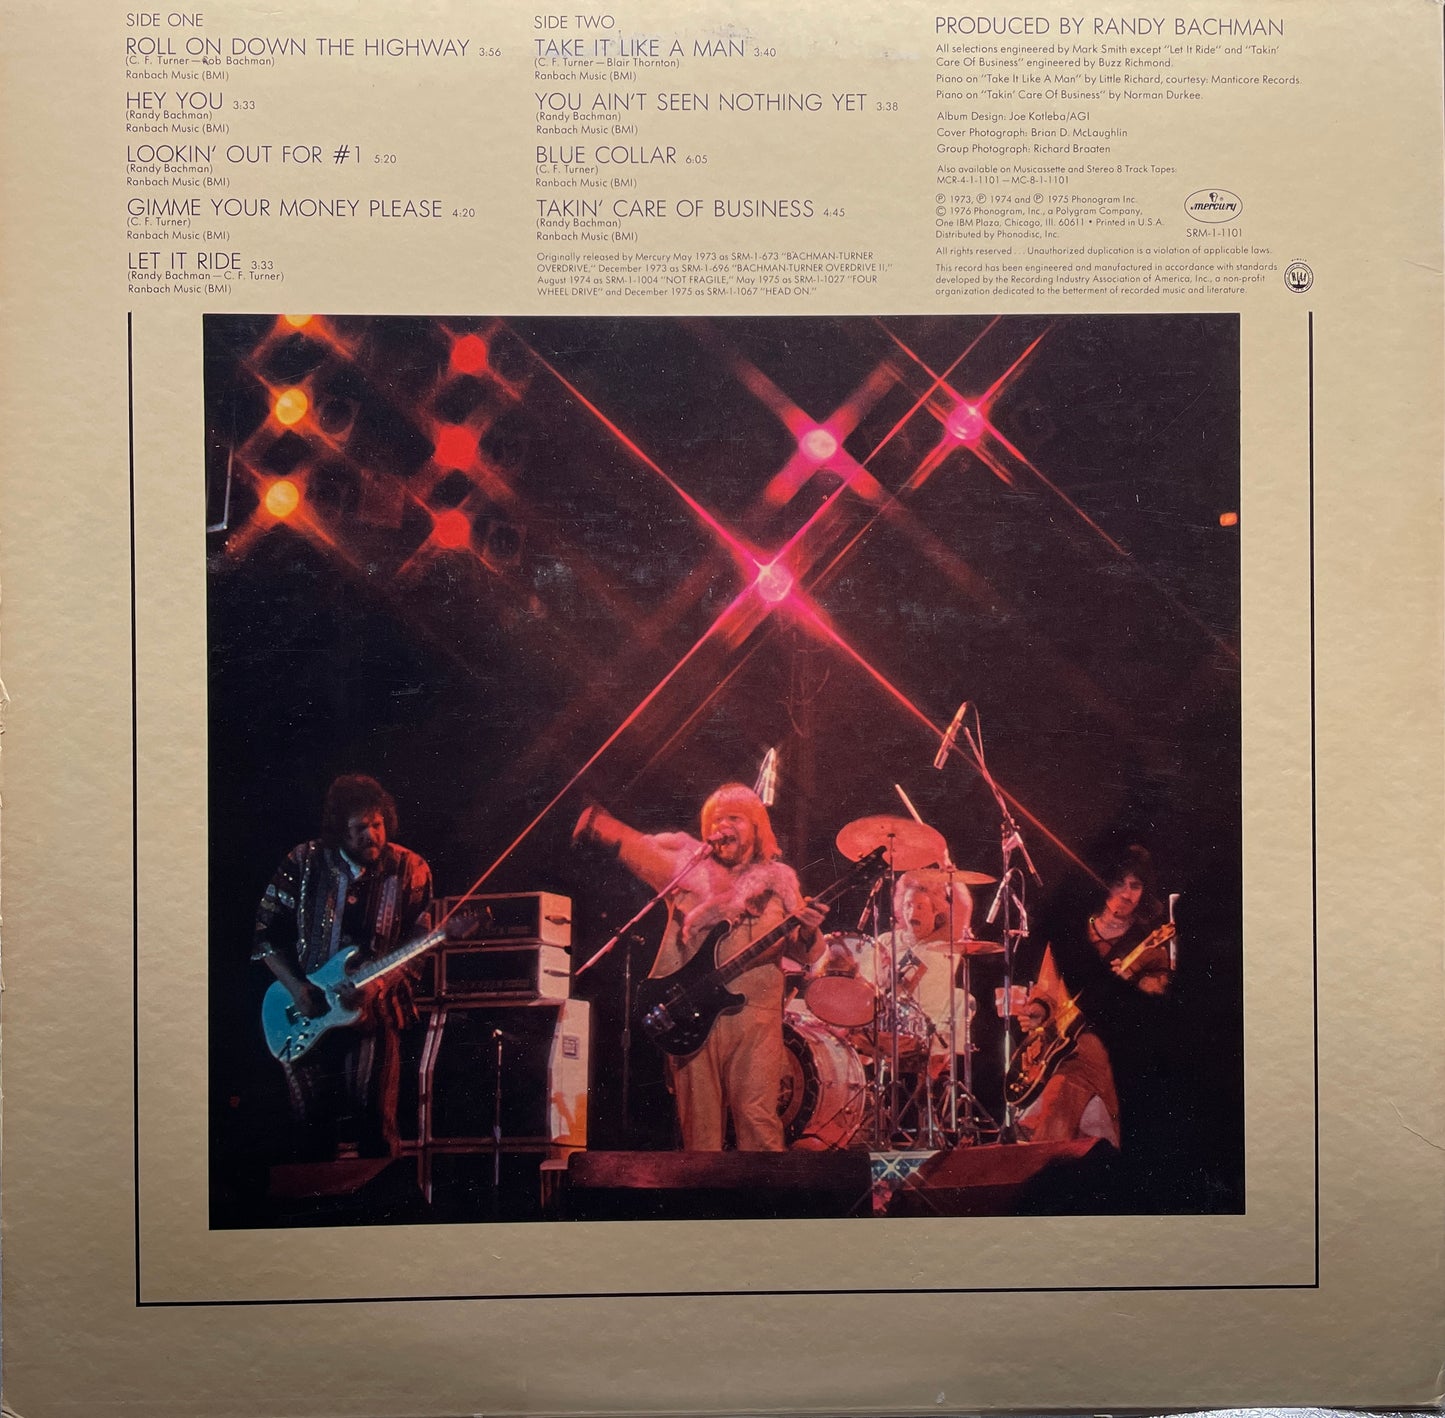 SIDE ONE
ROLL ON DOWN THE HIGHWAY 3:56
(C. F. Turner—Rob Bachman)
Ranbach Music (BMI)
HEY YOU 3:33
(Randy Bachman)
Ranbach Music (BMI)
LOOKIN' OUT FOR #1 5:20
(Randy Bachman)
Ranbach Music (BMI)
GIMME YOUR MONEY PLEASE 4:20
(C. F. Turner)
Ranbach Music (BMI)
LET IT RIDE 3:33
(Randy Bachman—C. F. Turner)
Ranbach Music (BMI)
SIDE TWO
TAKE IT LIKE A MAN 3:40
(C. F. Turner—Blair Thornton)
Ranbach Music (BMI)
YOU AIN'T SEEN NOTHING YET 3:38
(Randy Bachman)
Ranbach Music (BMI)
BLUE COLLAR 6:05
(C. F. Turner)
Ranbach Music (BMI)
TAKIN' CARE OF BUSINESS 4:45
(Randy Bachman)
Ranbach Music (BMI)
Originally released by Mercury May 1973 as SRM-1-673 "BACHMAN-TURNER
OVERDRIVE," December 1973 as SRM-1-696 "BACHMAN-TURNER OVERDRIVE II,"
August 1974 as SRM-1-1004 "NOT FRAGILE," May 1975 as SRM-1-1027 "FOUR
WHEEL DRIVE" and December 1975 as SRM-1-1067 "HEAD ON."
PRODUCED BY RANDY BACHMAN
All selections engineered by Mark Smith except "Let It Ride" and "Takin'
Care Of Business" engineered by Buzz Richmond.
Piano on "Take It Like A Man" by Little Richard, courtesy: Manticore Records.
Piano on "Takin' Care Of Business" by Norman Durkee.
Album Design: Joe Kotleba/AGI
Cover Photograph: Brian D. McLaughlin
Group Photograph: Richard Braaten
Also available on Musicassette and Stereo 8 Track Tapes:
MCR-4-1-1101—MC-8-1-1101
℗ 1973, ℗ 1974 and ℗ 1975 Phonogram Inc.
© 1976 Phonogram, Inc., a Polygram Company,
One IBM Plaza, Chicago, Ill. 60611 • Printed in U.S.A.
Distributed by Phonodisc, Inc.
mercury
SRM-1-1101
All rights reserved . . . Unauthorized duplication is a violation of applicable laws.
This record has been engineered and manufactured in accordance with standards
developed by the Recording Industry Association of America, Inc., a non-profit
organization dedicated to the betterment of recorded music and literature.